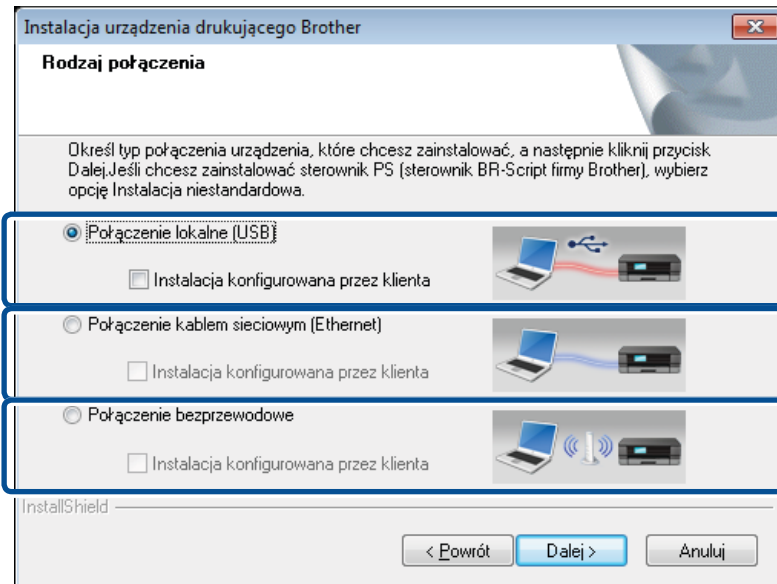 Instalacja urządzenia drukującego Brother
Rodzaj połączenia
Określ typ połączenia urządzenia, które chcesz zainstalować, a następnie kliknij przycisk
Dalej.Jeśli chcesz zainstalować sterownik PS (sterownik BR-Script firmy Brother), wybierz
opcję Instalacja niestandardowa.
Połączenie lokalne (USB)
Instalacja konfigurowana przez klienta
Połączenie kablem sieciowym (Ethernet)
Instalacja konfigurowana przez klienta
Połączenie bezprzewodowe
Instalacja konfigurowana przez klienta
InstallShield
< Powrót Dalej > Anuluj